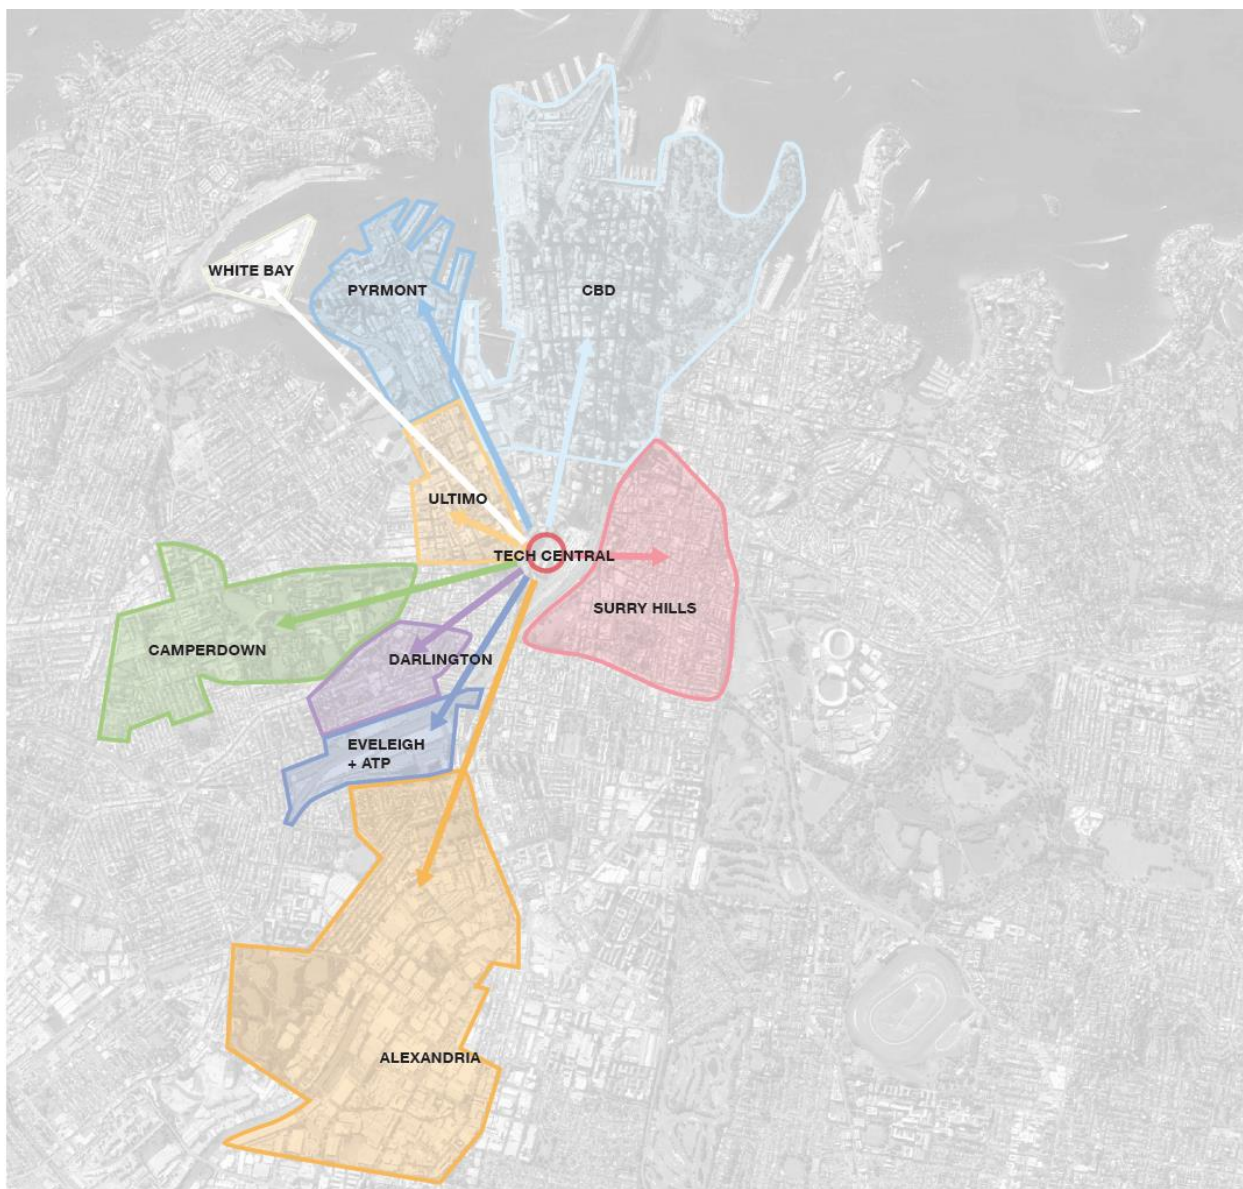 WHITE BAY
PYRMONT
CBD
ULTIMO
TECH CENTRAL
SURRY HILLS
CAMPERDOWN
DARLINGTON
EVELEIGH
+ ATP
ALEXANDRIA